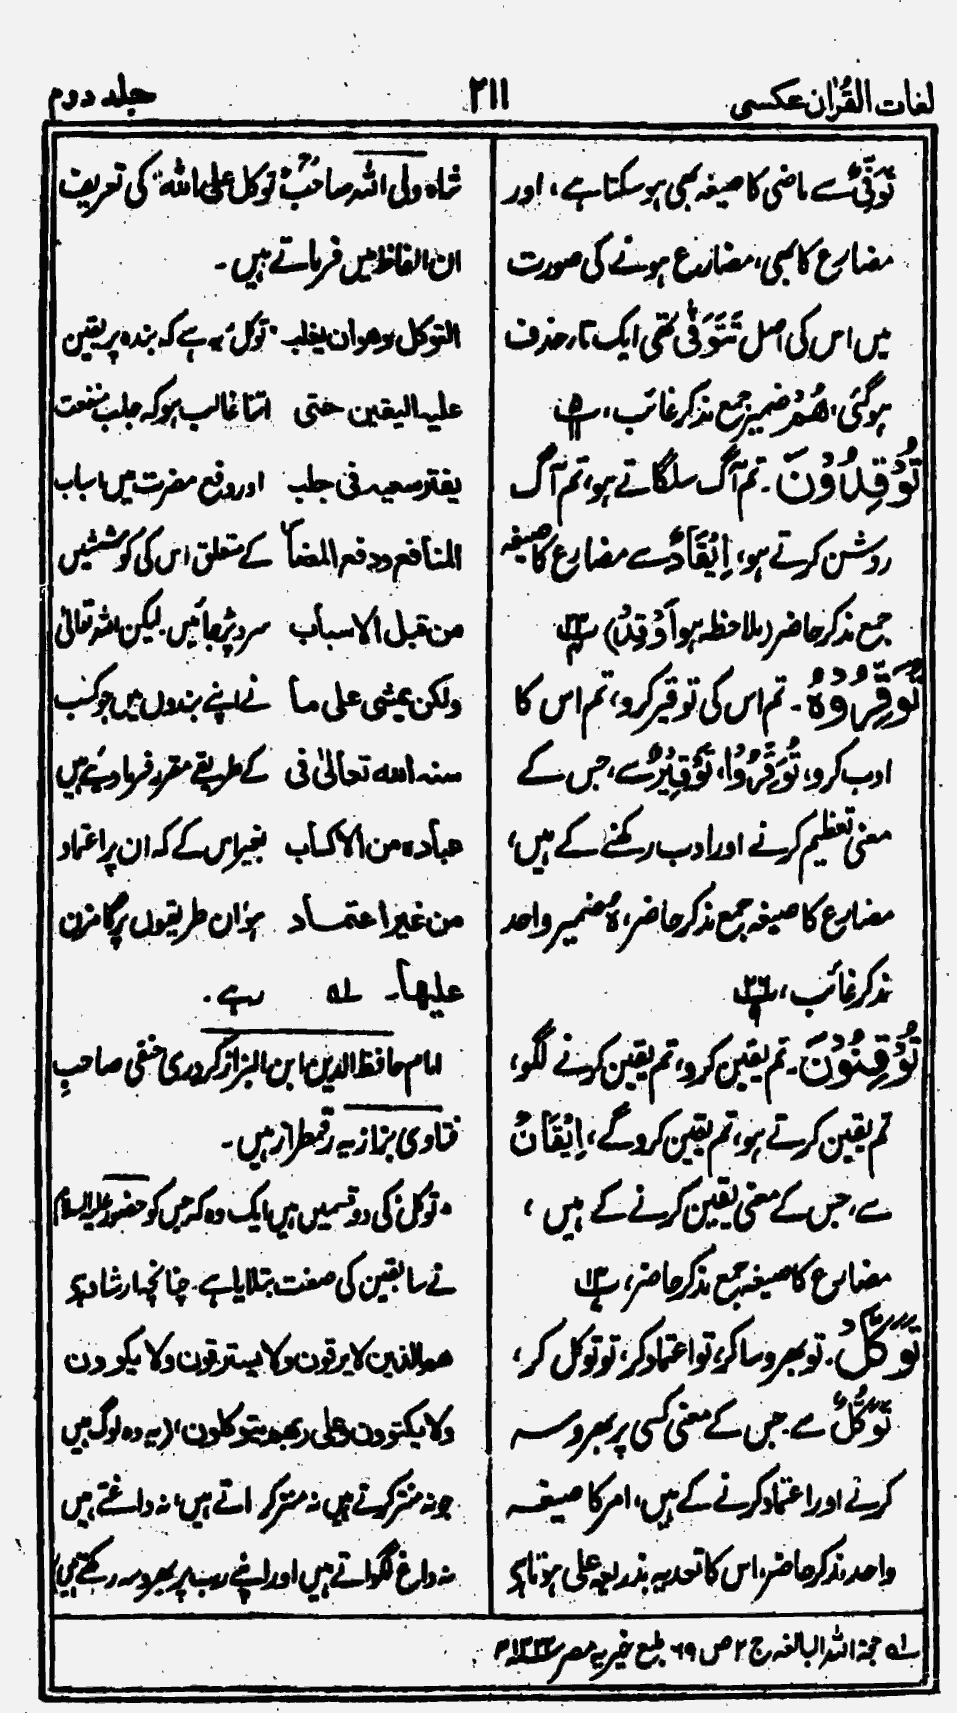 لغات القرآن عکسی ۲۱۱ جلد دوم
تَوَفِّیٌ سے ماضی کا صیغہ بھی ہو سکتا ہے، اور
مضارع کا بھی، مضارع ہونے کی صورت
میں اس کی اصل تَتَوَفّٰی تھی ایک تا، حذف
ہوگئی، ھُمْ ضمیر جمع مذکر غائب،
تُوْقِدُوْنَ۔ تم آگ سلگاتے ہو، تم آگ
روشن کرتے ہو، اِیْقَادٌ سے مضارع کا صیغہ
جمع مذکر حاضر (ملاحظہ ہو اُوْقِدُ) پ ۲۳
تُوَقِّرُوْہُ۔ تم اس کی توقیر کرو، تم اس کا
ادب کرو، تُوَقِّرُوْا، تَوْقِیْرٌ سے، جس کے
معنی تعظیم کرنے اور ادب رکھنے کے ہیں،
مضارع کا صیغہ جمع مذکر حاضر، ہٗ ضمیر واحد
مذکر غائب، پ ۲۶
تُوْقِنُوْنَ۔ تم یقین کرو، تم یقین کرنے لگو،
تم یقین کرتے ہو، تم یقین کرو گے، اِیْقَانٌ
سے، جس کے معنی یقین کرنے کے ہیں،
مضارع کا صیغہ جمع مذکر حاضر، پ ۱۳
تَوَکَّلْ۔ تو بھروسا کر، تو اعتماد کر، تو توکل کر،
تَوَکُّلٌ سے۔ جس کے معنی کسی پر بھروسہ
کرنے اور اعتماد کرنے کے ہیں، امر کا صیغہ
واحد مذکر حاضر، اس کا تعدیہ بذریعہ علی ہوتا ہے
شاہ ولی اللہ صاحبؒ توکل علی اللہ کی تعریف
ان الفاظ میں فرماتے ہیں۔
التوکل وھو ان یغلب "توکل یہ ہے کہ بندہ پر یقین
علیہ الیقین حتی اتنا غالب ہو کہ جلب منفعت
یفتر سعیہ فی جلب اور دفع مضرت میں اسباب
المنافع ودفع المضار کے متعلق اس کی کوششیں
من قبل الاسباب سرد پڑ جائیں۔ لیکن اللہ تعالیٰ
ولکن یمشی علی ما نے اپنے بندوں میں جو کسب
سنہ اللہ تعالیٰ فی کے طریقے مقرر فرما دیئے ہیں
عبادہ من الاکساب بغیر اس کے کہ ان پر اعتماد
من غیر اعتماد ہو ان طریقوں پر گامزن
علیھا۔ ۱ہ رہے۔
امام حافظ الدین ابن البزاز کردری حنفی صاحب
فتاوی بزازیہ رقمطراز ہیں۔
"توکل کی دو قسمیں ہیں، ایک وہ کہ جس کو حضور علیہ السلام
نے سابقین کی صفت بتلایا ہے۔ چنانچہ ارشاد ہے
ھم الذین لا یرقون ولا یسترقون ولا یکوون
ولا یکتوون وعلی ربھم یتوکلون، (یہ وہ لوگ ہیں
جو نہ منتر کرتے ہیں نہ منتر کراتے ہیں، نہ داغتے ہیں
نہ داغ لگواتے ہیں اور اپنے رب پر بھروسہ رکھتے ہیں)
۱ہ حجۃ اللہ البالغہ ج ۲ ص ۶۹ طبع خیریہ مصر